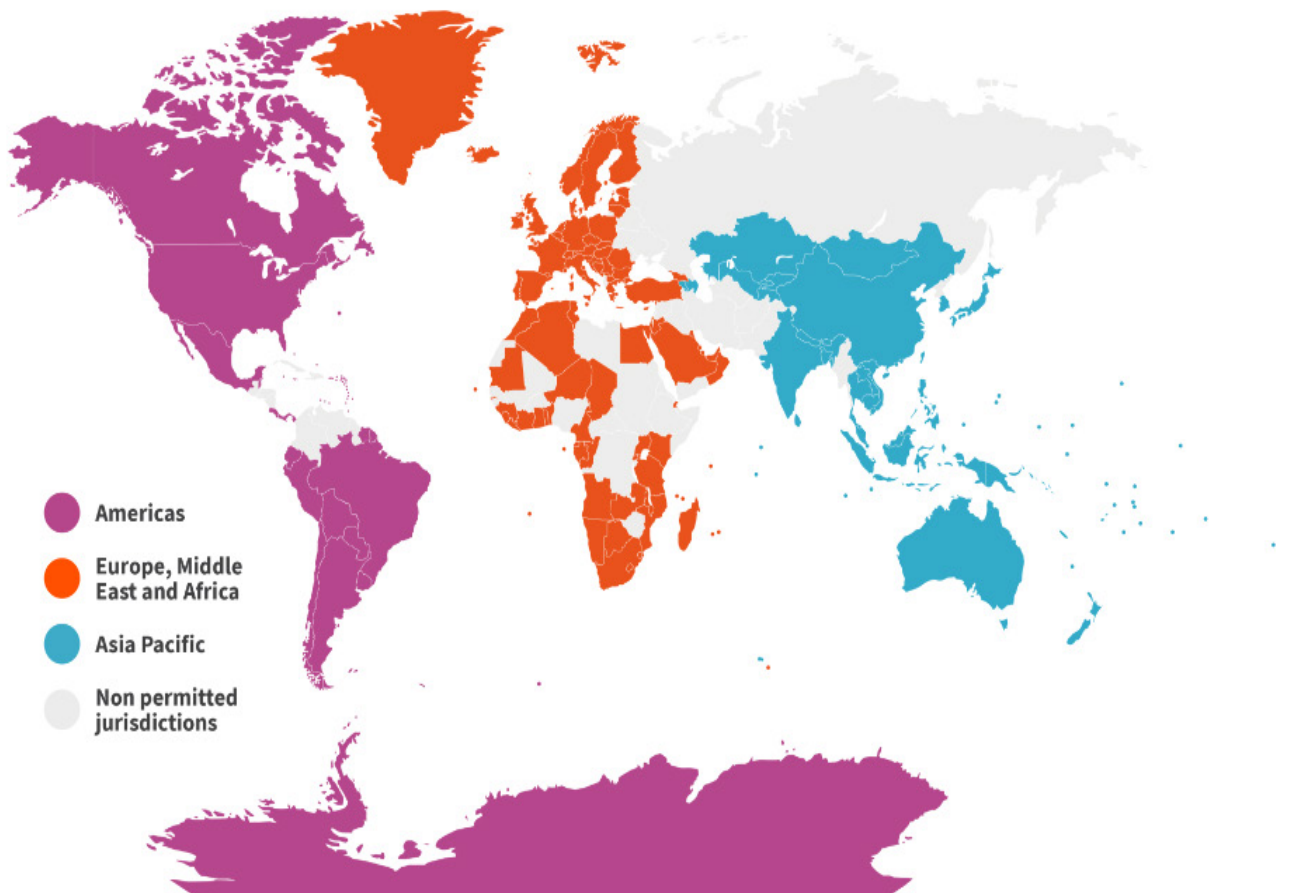 Americas
Europe, Middle
East and Africa
Asia Pacific
Non permitted
jurisdictions